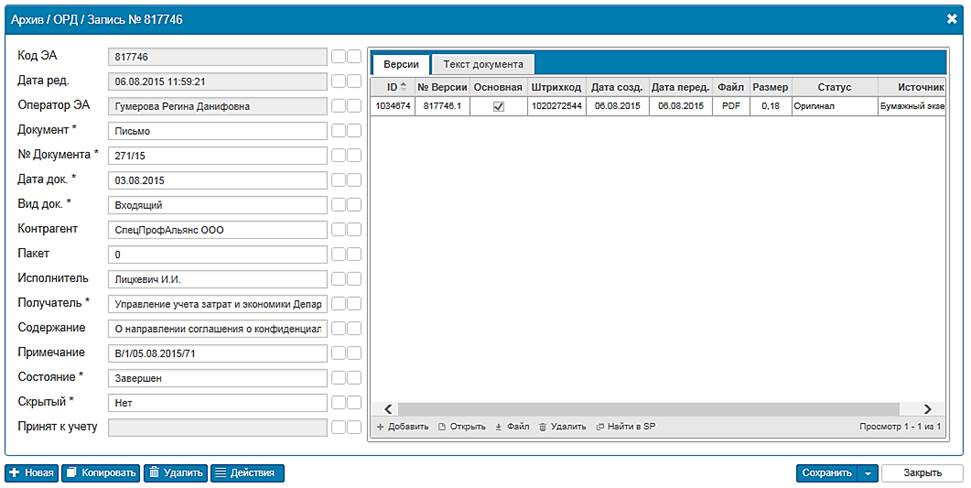 Архив / ОРД / Запись № 817746
Код ЭА 817746
Дата ред. 06.08.2015 11:59:21
Оператор ЭА Гумерова Регина Данифовна
Документ * Письмо
№ Документа * 271/15
Дата док. * 03.08.2015
Вид док. * Входящий
Контрагент СпецПрофАльянс ООО
Пакет 0
Исполнитель Лицкевич И.И.
Получатель * Управление учета затрат и экономики Депар
Содержание О направлении соглашения о конфиденциал
Примечание В/1/05.08.2015/71
Состояние * Завершен
Скрытый * Нет
Принят к учету
Версии Текст документа
ID № Версии Основная Штрихкод Дата созд. Дата перед. Файл Размер Статус Источник
1034674 817746.1 1020272544 06.08.2015 06.08.2015 PDF 0,18 Оригинал Бумажный экзе
Добавить Открыть Файл Удалить Найти в SP Просмотр 1 - 1 из 1
Новая Копировать Удалить Действия Сохранить Закрыть